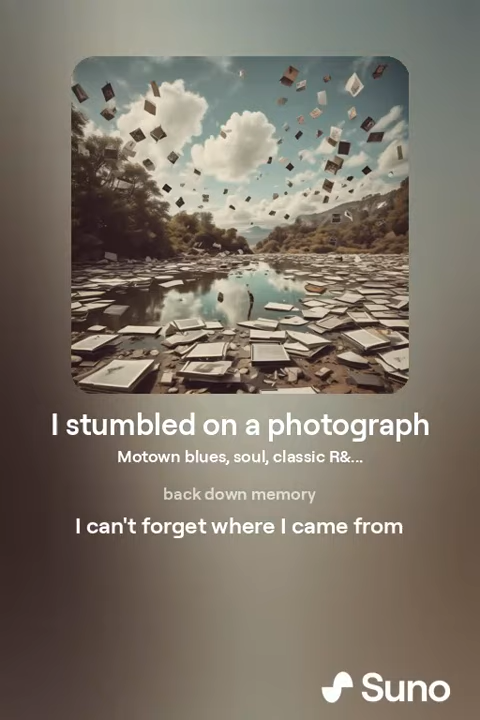 I stumbled on a photograph
Motown blues, soul, classic R&...
back down memory
I can't forget where I came from
Suno